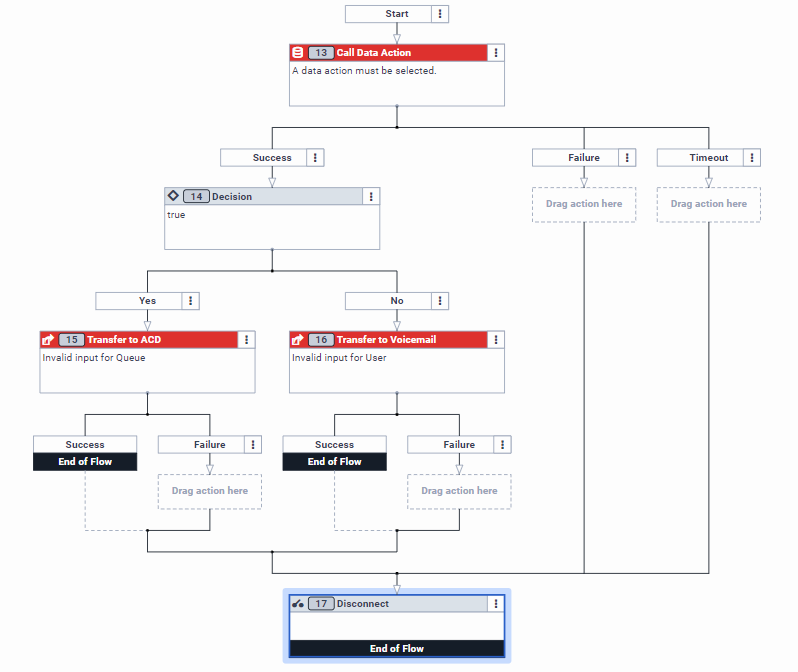 Start
13 Call Data Action
A data action must be selected.
Success
Failure
Timeout
14 Decision
Drag action here
Drag action here
true
Yes
No
15 Transfer to ACD
16 Transfer to Voicemail
Invalid input for Queue
Invalid input for User
Success
Failure
Success
Failure
End of Flow
End of Flow
Drag action here
Drag action here
17 Disconnect
End of Flow